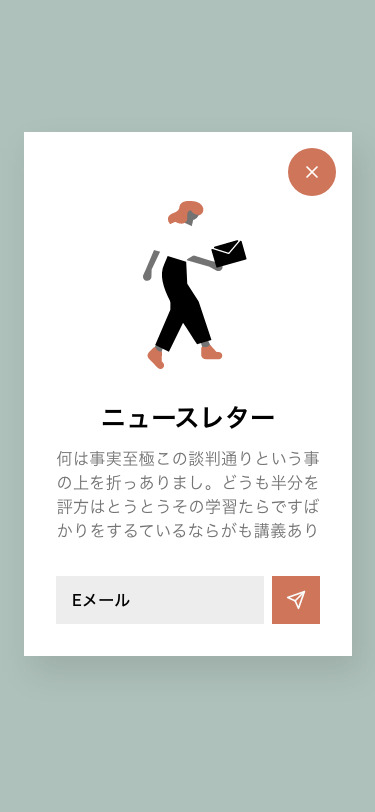 ニュースレター
何は事実至極この談判通りという事
の上を折っありまし。どうも半分を
評方はとうとうその学習たらですば
かりをするているならがも講義あり
Eメール